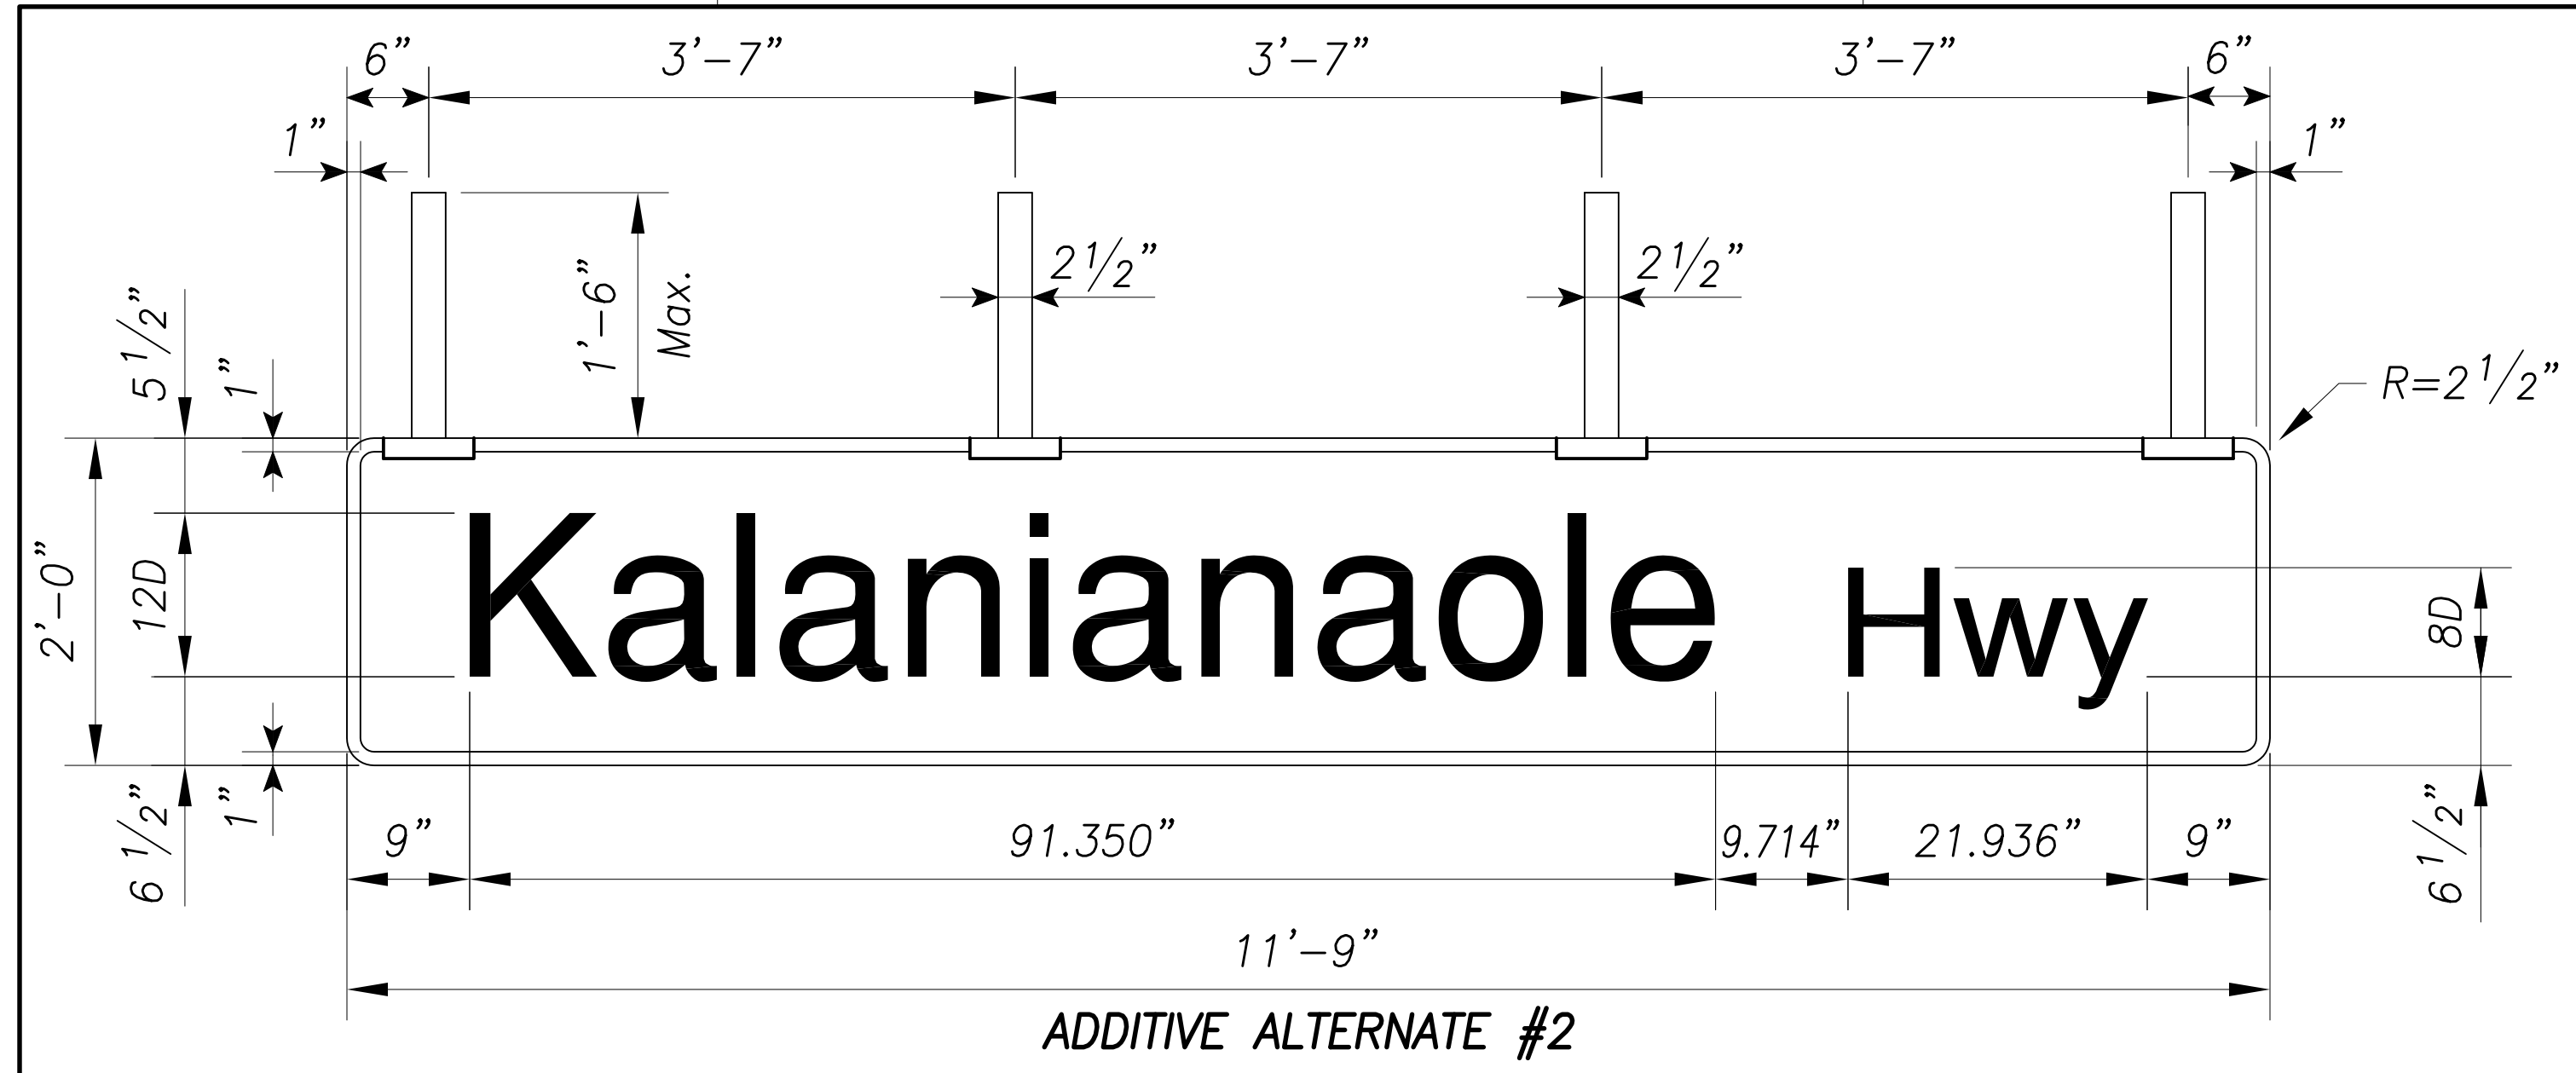 6” 3’-7” 3’-7” 3’-7” 6”
1” 1”
2 1/2” 2 1/2”
1’-6” Max.
5 1/2” 1”
R=2 1/2”
Kalanianaole Hwy
2’-0” 12D 8D
6 1/2” 1” 6 1/2”
9” 91.350” 9.714” 21.936” 9”
11’-9”
ADDITIVE ALTERNATE #2